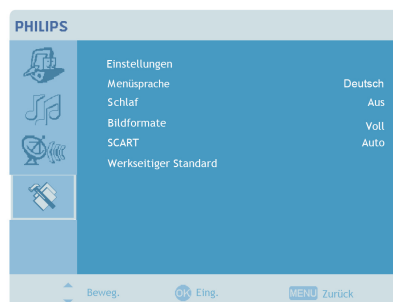 PHILIPS
Einstellungen
Menüsprache Deutsch
Schlaf Aus
Bildformate Voll
SCART Auto
Werkseitiger Standard
Beweg. OK Eing. MENU Zurück